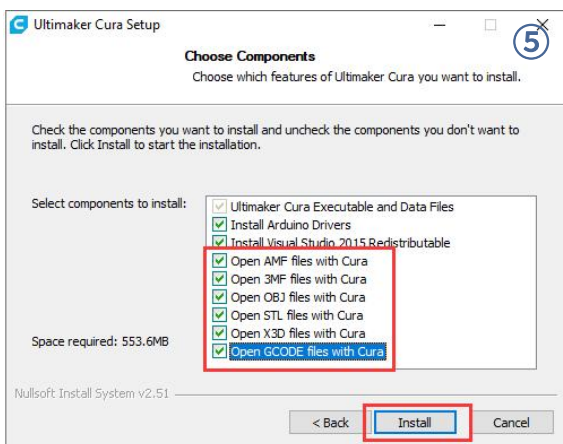 Ultimaker Cura Setup
⑤
Choose Components
Choose which features of Ultimaker Cura you want to install.
Check the components you want to install and uncheck the components you don't want to
install. Click Install to start the installation.
Select components to install:
Ultimaker Cura Executable and Data Files
Install Arduino Drivers
Install Visual Studio 2015 Redistributable
Open AMF files with Cura
Open 3MF files with Cura
Open OBJ files with Cura
Open STL files with Cura
Open X3D files with Cura
Open GCODE files with Cura
Space required: 553.6MB
Nullsoft Install System v2.51
< Back
Install
Cancel